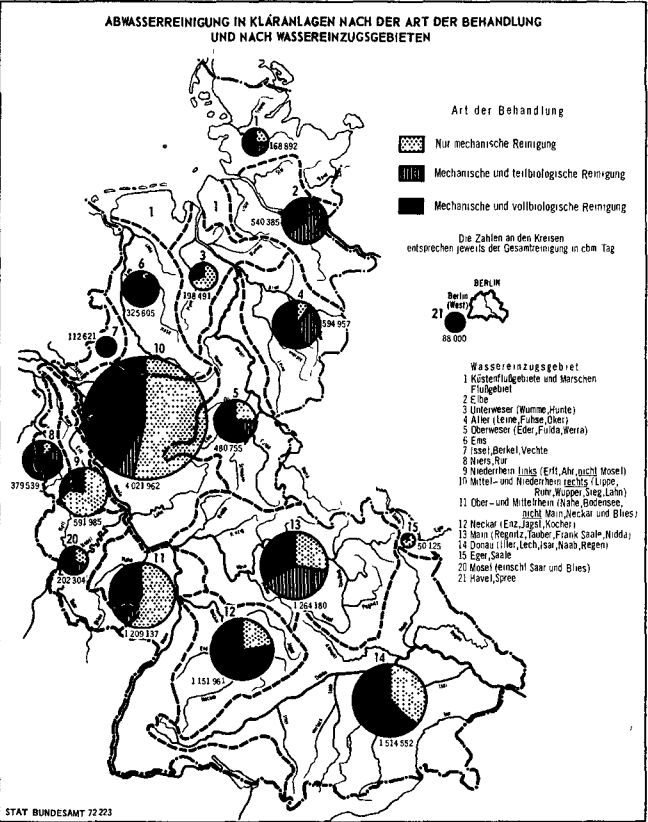 ABWASSERREINIGUNG IN KLÄRANLAGEN NACH DER ART DER BEHANDLUNG
UND NACH WASSEREINZUGSGEBIETEN
Art der Behandlung
Nur mechanische Reinigung
Mechanische und teilbiologische Reinigung
Mechanische und vollbiologische Reinigung
Die Zahlen an den Kreisen
entsprechen jeweils der Gesamtreinigung in cbm Tag
BERLIN
Berlin
(West)
21
88 000
1
168 892
2
540 385
1
1
3
198 491
6
325 605
4
594 957
7
112 621
10
4 021 962
5
480 755
8
379 539
9
591 985
20
202 304
11
1 209 137
13
1 264 180
15
50 125
12
1 151 961
14
1 514 552
Wassereinzugsgebiet
1 Küstenflußgebiete und Marschen
Flußgebiet
2 Elbe
3 Unterweser (Wumme, Hunte)
4 Aller (Leine, Fuhse, Oker)
5 Oberweser (Eder, Fulda, Werra)
6 Ems
7 Issel, Berkel, Vechte
8 Niers, Rur
9 Niederrhein links (Erft, Ahr, nicht Mosel)
10 Mittel- und Niederrhein rechts (Lippe,
Ruhr, Wupper, Sieg, Lahn)
11 Ober- und Mittelrhein (Nahe, Bodensee,
nicht Main, Neckar und Blies)
12 Neckar (Enz, Jagst, Kocher)
13 Main (Regnitz, Tauber, Frank Saale, Nidda)
14 Donau (Iller, Lech, Isar, Naab, Regen)
15 Eger, Saale
20 Mosel (einschl Saar und Blies)
21 Havel, Spree
STAT BUNDESAMT 72 223